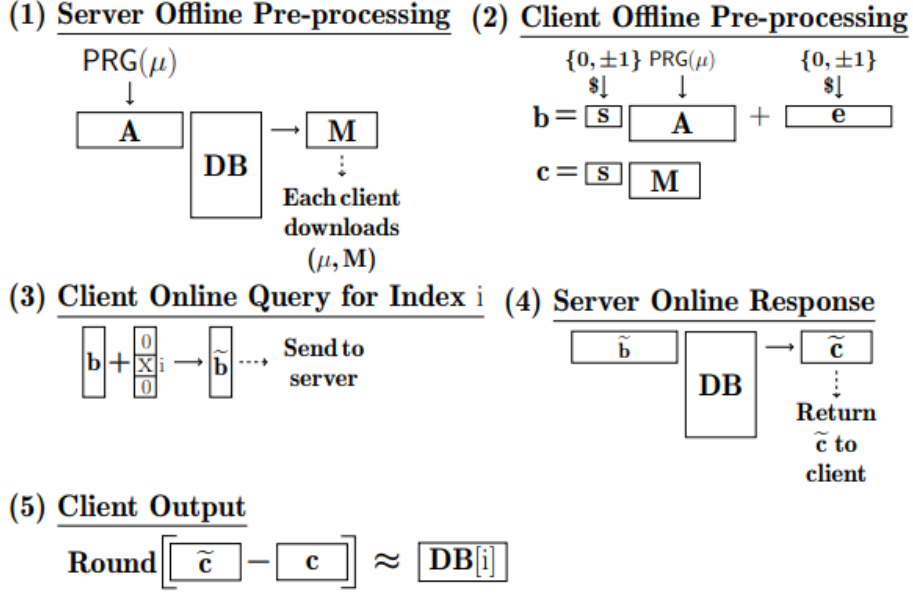 (1) Server Offline Pre-processing
PRG(μ)
A
DB
M
Each client
downloads
(μ, M)
(2) Client Offline Pre-processing
{0, ±1} PRG(μ) {0, ±1}
$ $
b = s A + e
c = s M
(3) Client Online Query for Index i
0
b + X i → b̃ Send to
0 server
(4) Server Online Response
b̃
DB
c̃
Return
c̃ to
client
(5) Client Output
Round [ c̃ − c ] ≈ DB[i]